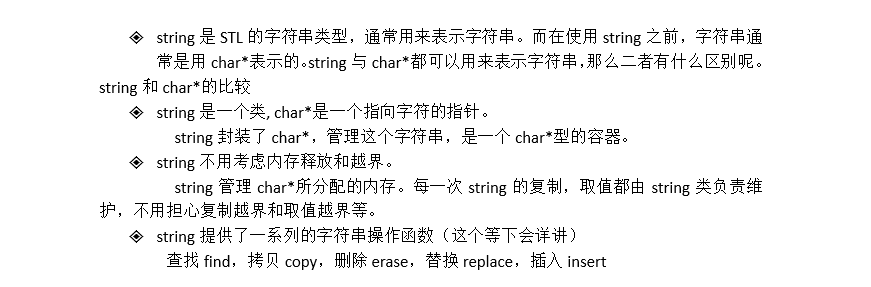 ◈ string 是 STL 的字符串类型，通常用来表示字符串。而在使用 string 之前，字符串通
常是用 char*表示的。string 与 char*都可以用来表示字符串，那么二者有什么区别呢。
string 和 char*的比较
◈ string 是一个类, char*是一个指向字符的指针。
string 封装了 char*，管理这个字符串，是一个 char*型的容器。
◈ string 不用考虑内存释放和越界。
string 管理 char*所分配的内存。每一次 string 的复制，取值都由 string 类负责维
护，不用担心复制越界和取值越界等。
◈ string 提供了一系列的字符串操作函数（这个等下会详讲）
查找 find，拷贝 copy，删除 erase，替换 replace，插入 insert